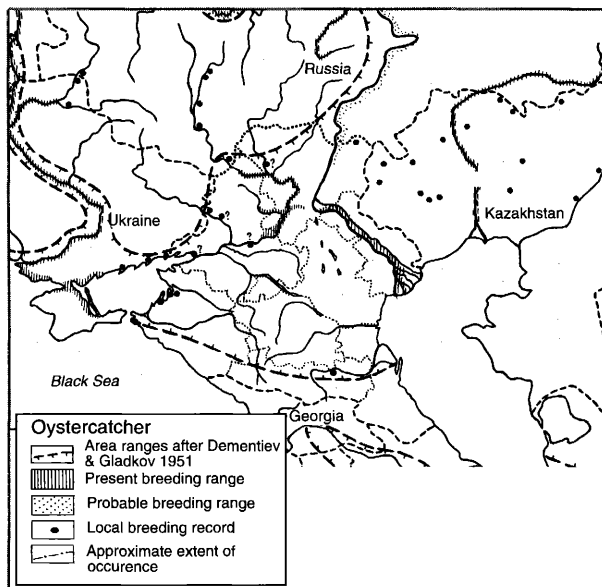 Russia
Ukraine
Kazakhstan
Black Sea
Georgia
Oystercatcher
Area ranges after Dementiev
& Gladkov 1951
Present breeding range
Probable breeding range
Local breeding record
Approximate extent of
occurence
?
?
?
?